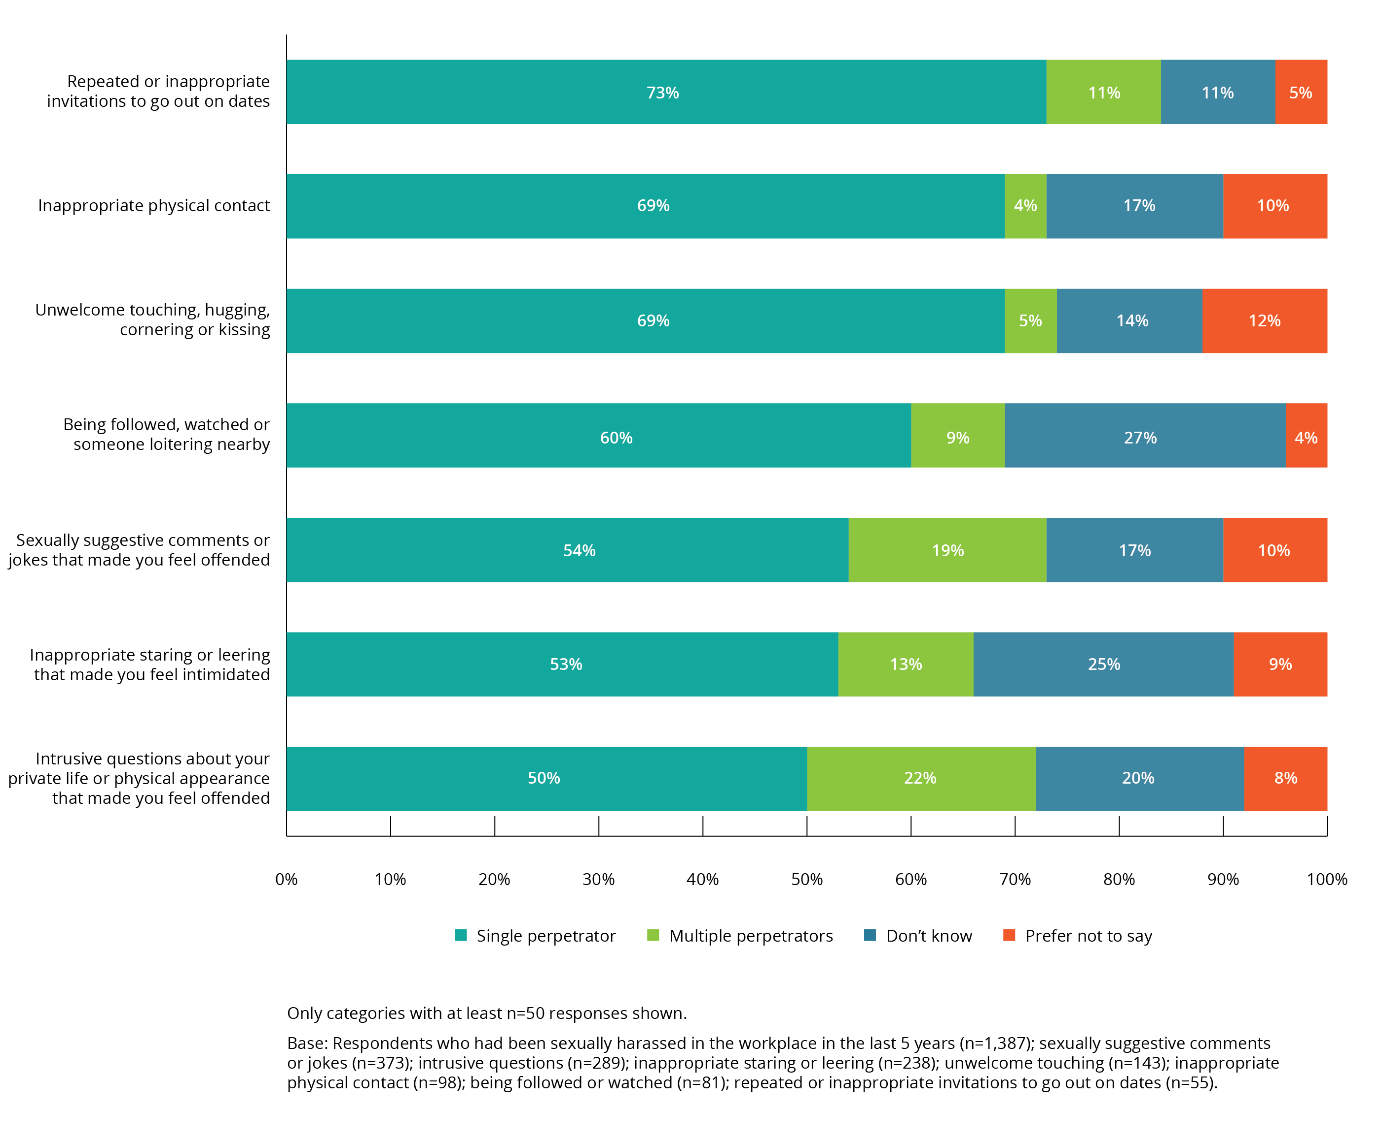 Repeated or inappropriate
invitations to go out on dates
73%
11%
11%
5%
Inappropriate physical contact
69%
4%
17%
10%
Unwelcome touching, hugging,
cornering or kissing
69%
5%
14%
12%
Being followed, watched or
someone loitering nearby
60%
9%
27%
4%
Sexually suggestive comments or
jokes that made you feel offended
54%
19%
17%
10%
Inappropriate staring or leering
that made you feel intimidated
53%
13%
25%
9%
Intrusive questions about your
private life or physical appearance
that made you feel offended
50%
22%
20%
8%
0%
10%
20%
30%
40%
50%
60%
70%
80%
90%
100%
Single perpetrator
Multiple perpetrators
Don’t know
Prefer not to say
Only categories with at least n=50 responses shown.
Base: Respondents who had been sexually harassed in the workplace in the last 5 years (n=1,387); sexually suggestive comments
or jokes (n=373); intrusive questions (n=289); inappropriate staring or leering (n=238); unwelcome touching (n=143); inappropriate
physical contact (n=98); being followed or watched (n=81); repeated or inappropriate invitations to go out on dates (n=55).